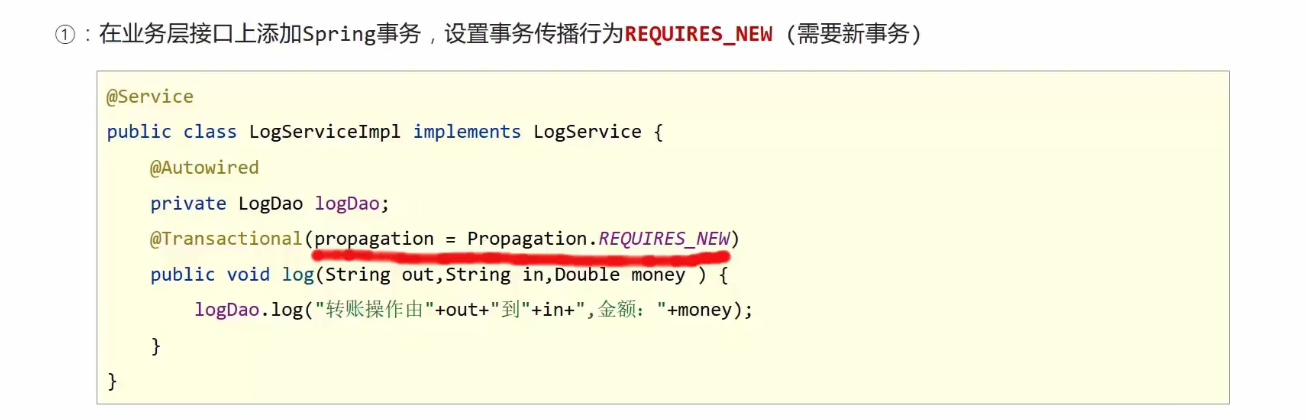 ①：在业务层接口上添加Spring事务，设置事务传播行为REQUIRES_NEW（需要新事务）
@Service
public class LogServiceImpl implements LogService {
@Autowired
private LogDao logDao;
@Transactional(propagation = Propagation.REQUIRES_NEW)
public void log(String out,String in,Double money ) {
logDao.log("转账操作由"+out+"到"+in+",金额："+money);
}
}